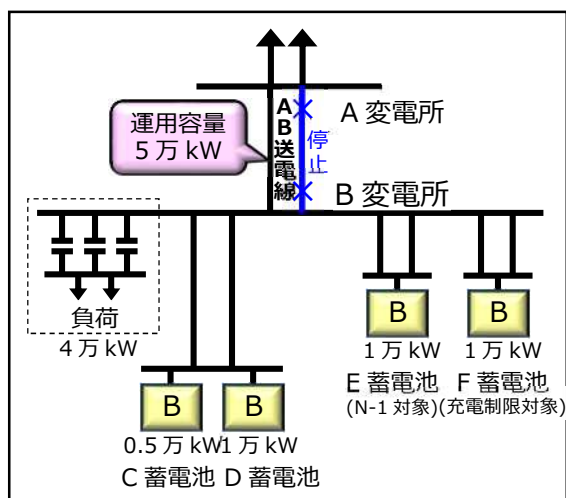 運用容量
5万kW
AB送電線
停止
A変電所
B変電所
負荷
4万kW
B
B
B
B
0.5万kW
1万kW
C蓄電池
D蓄電池
1万kW
1万kW
E蓄電池
F蓄電池
(N-1対象)
(充電制限対象)